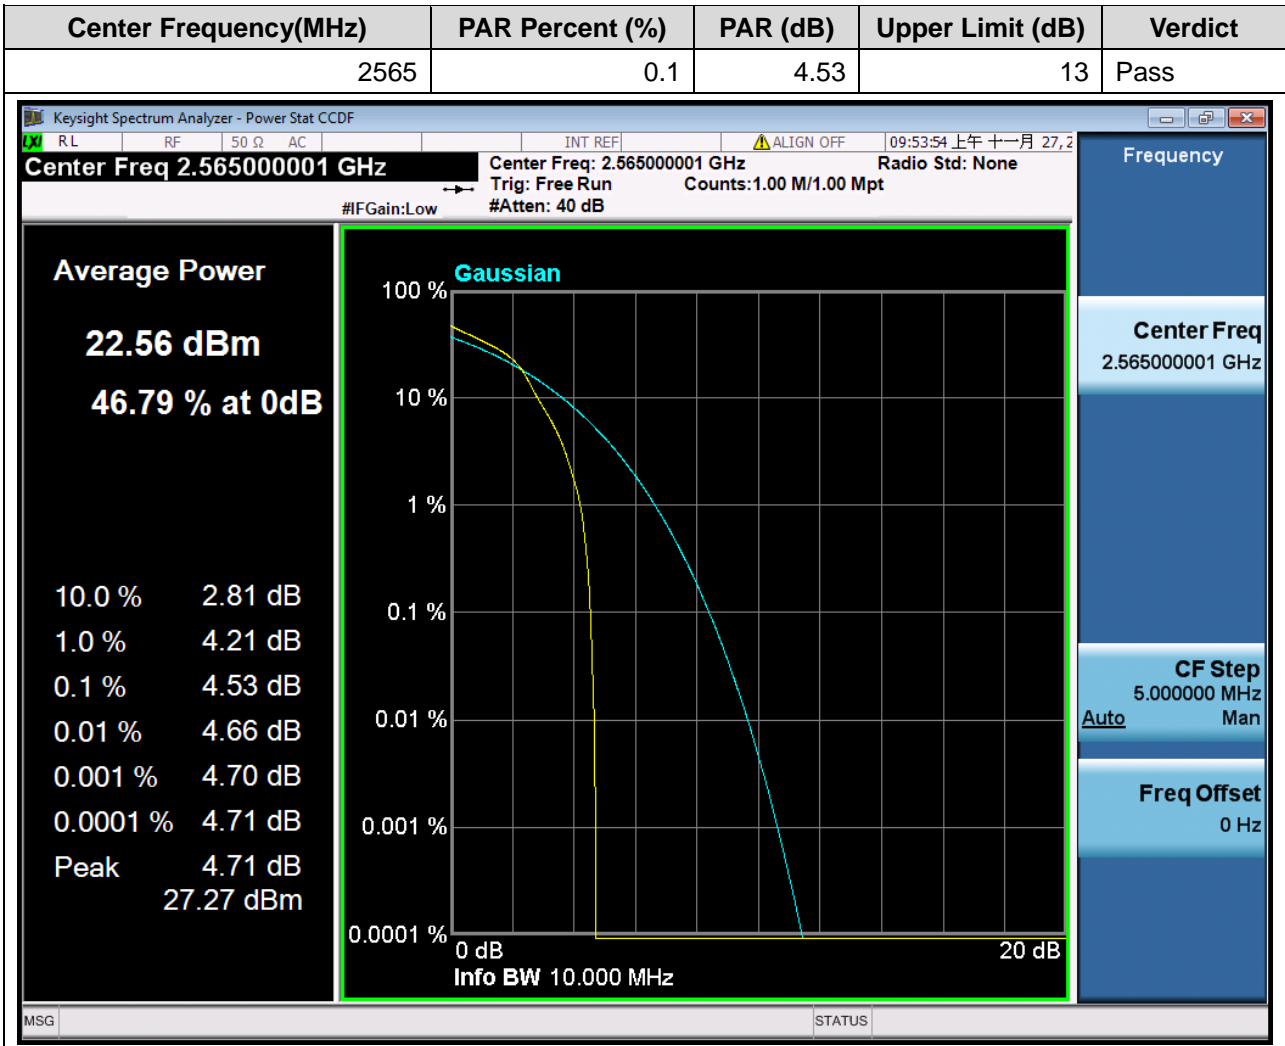 Center Frequency(MHz) PAR Percent (%) PAR (dB) Upper Limit (dB) Verdict
2565 0.1 4.53 13 Pass
Keysight Spectrum Analyzer - Power Stat CCDF
LXI RL RF 50 Ω AC INT REF ALIGN OFF 09:53:54 上午 十一月 27, 2
Center Freq 2.565000001 GHz
#IFGain:Low
Center Freq: 2.565000001 GHz Radio Std: None
Trig: Free Run Counts:1.00 M/1.00 Mpt
#Atten: 40 dB
Average Power
22.56 dBm
46.79 % at 0dB
10.0 % 2.81 dB
1.0 % 4.21 dB
0.1 % 4.53 dB
0.01 % 4.66 dB
0.001 % 4.70 dB
0.0001 % 4.71 dB
Peak 4.71 dB
27.27 dBm
Gaussian
100 %
10 %
1 %
0.1 %
0.01 %
0.001 %
0.0001 %
0 dB 20 dB
Info BW 10.000 MHz
Frequency
Center Freq
2.565000001 GHz
CF Step
5.000000 MHz
Auto Man
Freq Offset
0 Hz
MSG STATUS